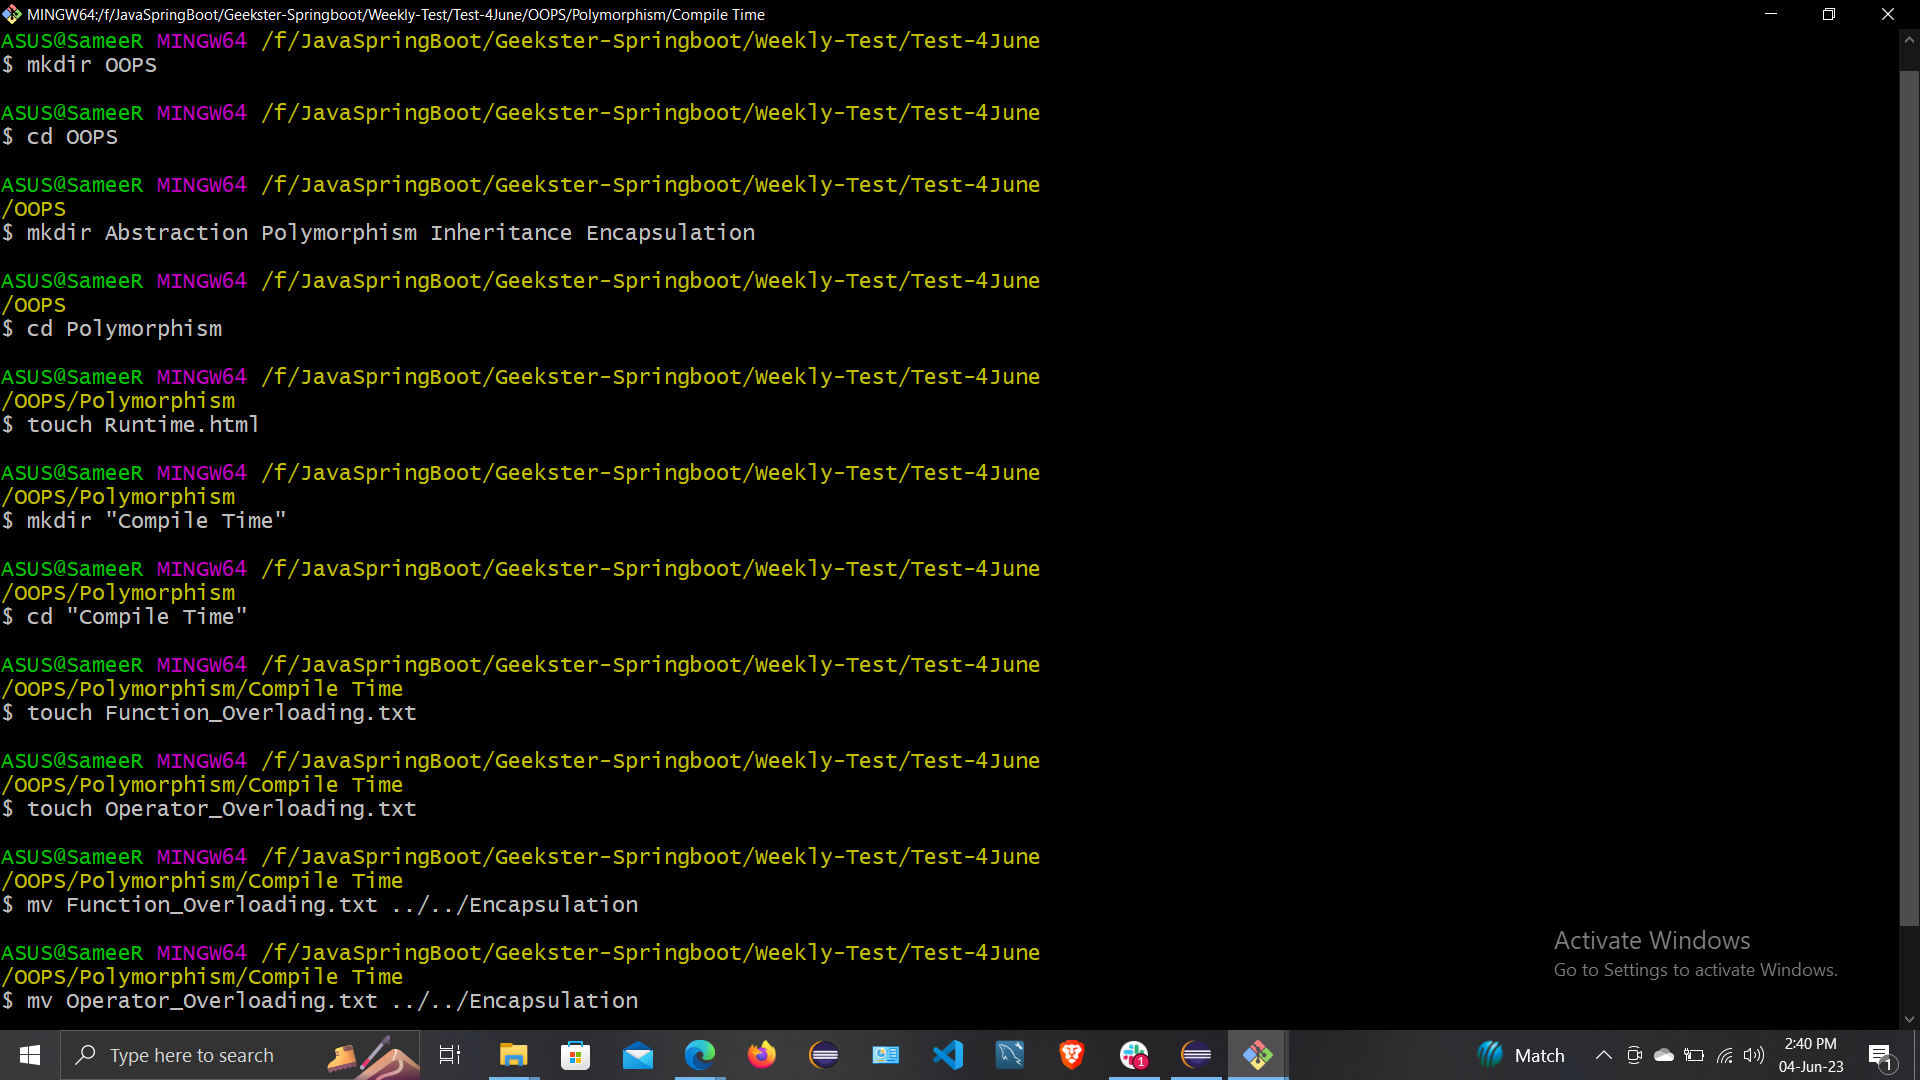 MINGW64:/f/JavaSpringBoot/Geekster-Springboot/Weekly-Test/Test-4June/OOPS/Polymorphism/Compile Time
ASUS@SameeR MINGW64 /f/JavaSpringBoot/Geekster-Springboot/Weekly-Test/Test-4June
$ mkdir OOPS
ASUS@SameeR MINGW64 /f/JavaSpringBoot/Geekster-Springboot/Weekly-Test/Test-4June
$ cd OOPS
ASUS@SameeR MINGW64 /f/JavaSpringBoot/Geekster-Springboot/Weekly-Test/Test-4June
/OOPS
$ mkdir Abstraction Polymorphism Inheritance Encapsulation
ASUS@SameeR MINGW64 /f/JavaSpringBoot/Geekster-Springboot/Weekly-Test/Test-4June
/OOPS
$ cd Polymorphism
ASUS@SameeR MINGW64 /f/JavaSpringBoot/Geekster-Springboot/Weekly-Test/Test-4June
/OOPS/Polymorphism
$ touch Runtime.html
ASUS@SameeR MINGW64 /f/JavaSpringBoot/Geekster-Springboot/Weekly-Test/Test-4June
/OOPS/Polymorphism
$ mkdir "Compile Time"
ASUS@SameeR MINGW64 /f/JavaSpringBoot/Geekster-Springboot/Weekly-Test/Test-4June
/OOPS/Polymorphism
$ cd "Compile Time"
ASUS@SameeR MINGW64 /f/JavaSpringBoot/Geekster-Springboot/Weekly-Test/Test-4June
/OOPS/Polymorphism/Compile Time
$ touch Function_Overloading.txt
ASUS@SameeR MINGW64 /f/JavaSpringBoot/Geekster-Springboot/Weekly-Test/Test-4June
/OOPS/Polymorphism/Compile Time
$ touch Operator_Overloading.txt
ASUS@SameeR MINGW64 /f/JavaSpringBoot/Geekster-Springboot/Weekly-Test/Test-4June
/OOPS/Polymorphism/Compile Time
$ mv Function_Overloading.txt ../../Encapsulation
ASUS@SameeR MINGW64 /f/JavaSpringBoot/Geekster-Springboot/Weekly-Test/Test-4June
/OOPS/Polymorphism/Compile Time
$ mv Operator_Overloading.txt ../../Encapsulation
Activate Windows
Go to Settings to activate Windows.
Type here to search
1
Match
2:40 PM
04-Jun-23
1